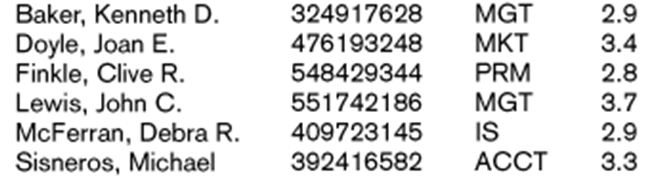 Baker, Kenneth D. 324917628 MGT 2.9
Doyle, Joan E. 476193248 MKT 3.4
Finkle, Clive R. 548429344 PRM 2.8
Lewis, John C. 551742186 MGT 3.7
McFerran, Debra R. 409723145 IS 2.9
Sisneros, Michael 392416582 ACCT 3.3